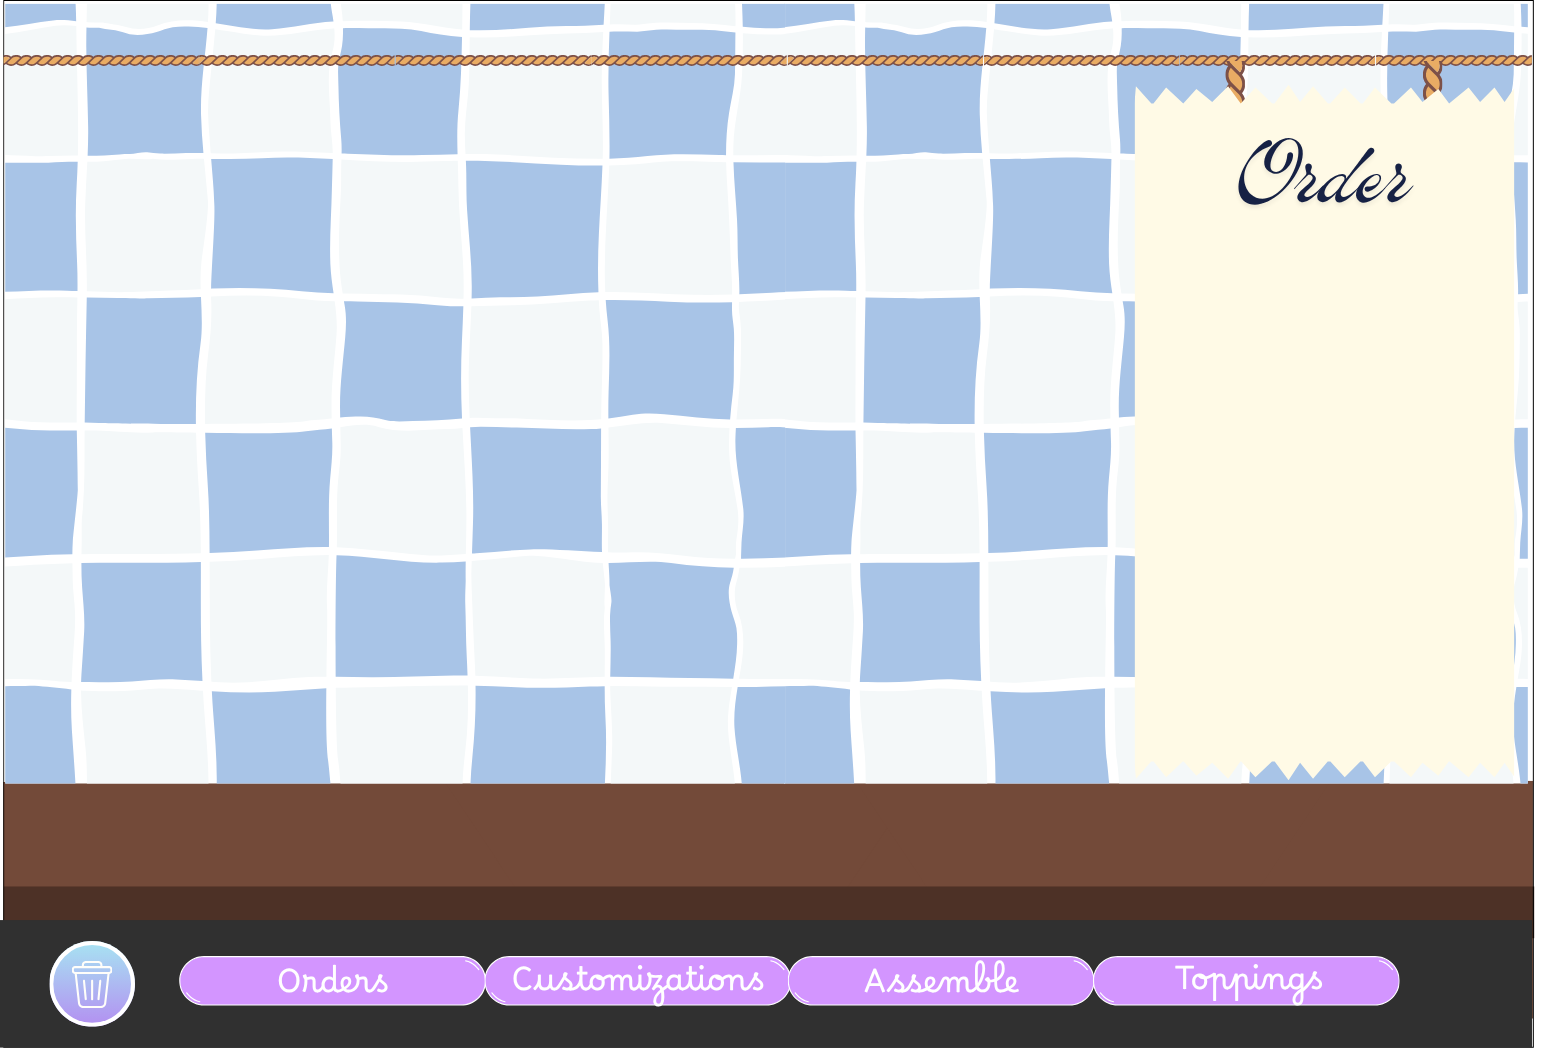 Order
Orders
Customizations
Assemble
Toppings